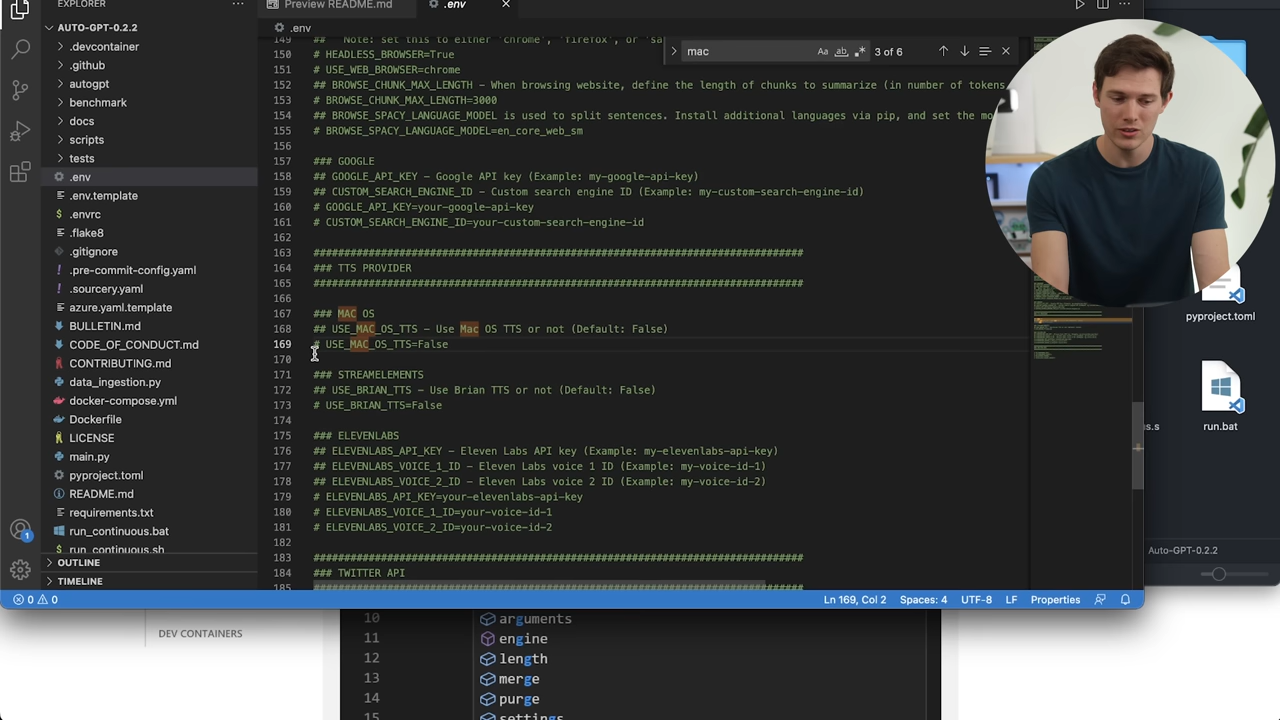 EXPLORER
Preview README.md
.env
AUTO-GPT-0.2.2
.devcontainer
.github
autogpt
benchmark
docs
scripts
tests
.env
.env.template
.envrc
.flake8
.gitignore
.pre-commit-config.yaml
.sourcery.yaml
azure.yaml.template
BULLETIN.md
CODE_OF_CONDUCT.md
CONTRIBUTING.md
data_ingestion.py
docker-compose.yml
Dockerfile
LICENSE
main.py
pyproject.toml
README.md
requirements.txt
run_continuous.bat
run_continuous.sh
OUTLINE
TIMELINE
.env
mac
Aa ab .*
3 of 6
149 ## Note: set this to either 'chrome', 'firefox', or 'sa
150 # HEADLESS_BROWSER=True
151 # USE_WEB_BROWSER=chrome
152 ## BROWSE_CHUNK_MAX_LENGTH - When browsing website, define the length of chunks to summarize (in number of tokens,
153 # BROWSE_CHUNK_MAX_LENGTH=3000
154 ## BROWSE_SPACY_LANGUAGE_MODEL is used to split sentences. Install additional languages via pip, and set the mo
155 # BROWSE_SPACY_LANGUAGE_MODEL=en_core_web_sm
156
157 ### GOOGLE
158 ## GOOGLE_API_KEY - Google API key (Example: my-google-api-key)
159 ## CUSTOM_SEARCH_ENGINE_ID - Custom search engine ID (Example: my-custom-search-engine-id)
160 # GOOGLE_API_KEY=your-google-api-key
161 # CUSTOM_SEARCH_ENGINE_ID=your-custom-search-engine-id
162
163 ################################################################################
164 ### TTS PROVIDER
165 ################################################################################
166
167 ### MAC OS
168 ## USE_MAC_OS_TTS - Use Mac OS TTS or not (Default: False)
169 # USE_MAC_OS_TTS=False
170
171 ### STREAMELEMENTS
172 ## USE_BRIAN_TTS - Use Brian TTS or not (Default: False)
173 # USE_BRIAN_TTS=False
174
175 ### ELEVENLABS
176 ## ELEVENLABS_API_KEY - Eleven Labs API key (Example: my-elevenlabs-api-key)
177 ## ELEVENLABS_VOICE_1_ID - Eleven Labs voice 1 ID (Example: my-voice-id-1)
178 ## ELEVENLABS_VOICE_2_ID - Eleven Labs voice 2 ID (Example: my-voice-id-2)
179 # ELEVENLABS_API_KEY=your-elevenlabs-api-key
180 # ELEVENLABS_VOICE_1_ID=your-voice-id-1
181 # ELEVENLABS_VOICE_2_ID=your-voice-id-2
182
183 ################################################################################
184 ### TWITTER API
185 ################################################################################
1
0 0
Ln 169, Col 2
Spaces: 4
UTF-8
LF
Properties
pyproject.toml
s.s
run.bat
Auto-GPT-0.2.2
DEV CONTAINERS
10 arguments
11 engine
12 length
13 merge
14 purge
15 settings